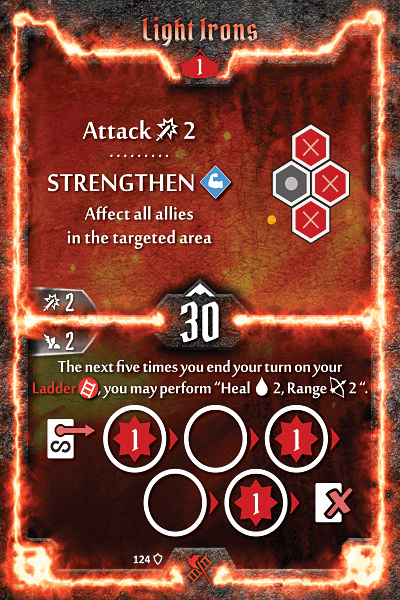 Light Irons
1
Attack 2
STRENGTHEN
Affect all allies
in the targeted area
2
30
2
The next five times you end your turn on your
Ladder, you may perform “Heal 2, Range 2“.
S
1
1
1
124